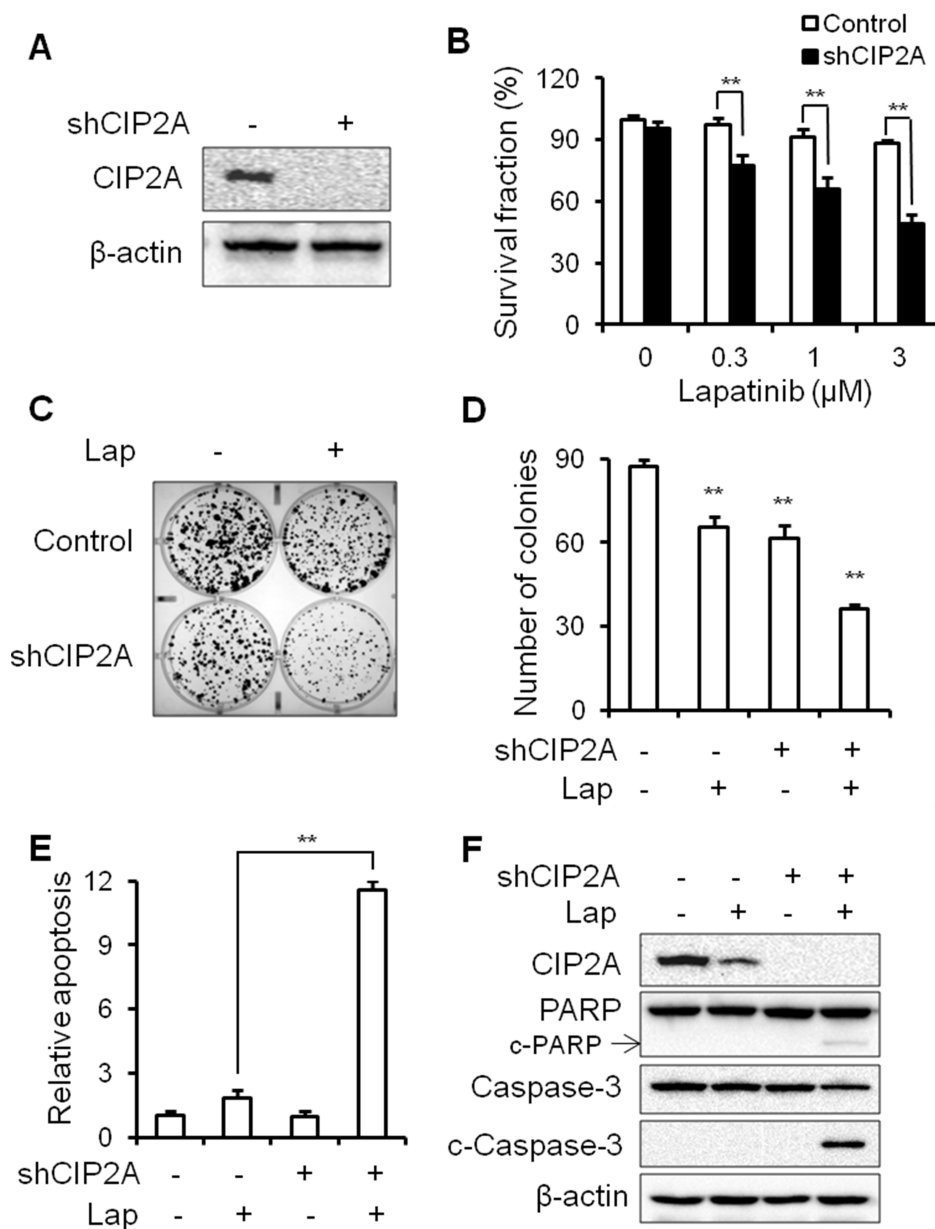 A
shCIP2A - +
CIP2A
β-actin
B
Control
shCIP2A
Survival fraction (%)
120
90
60
30
0
** ** **
0 0.3 1 3
Lapatinib (µM)
C
Lap - +
Control
shCIP2A
D
Number of colonies
90
60
30
0
** ** **
shCIP2A - - + +
Lap - + - +
E
Relative apoptosis
12
9
6
3
0
**
shCIP2A - - + +
Lap - + - +
F
shCIP2A - - + +
Lap - + - +
CIP2A
PARP
c-PARP
Caspase-3
c-Caspase-3
β-actin